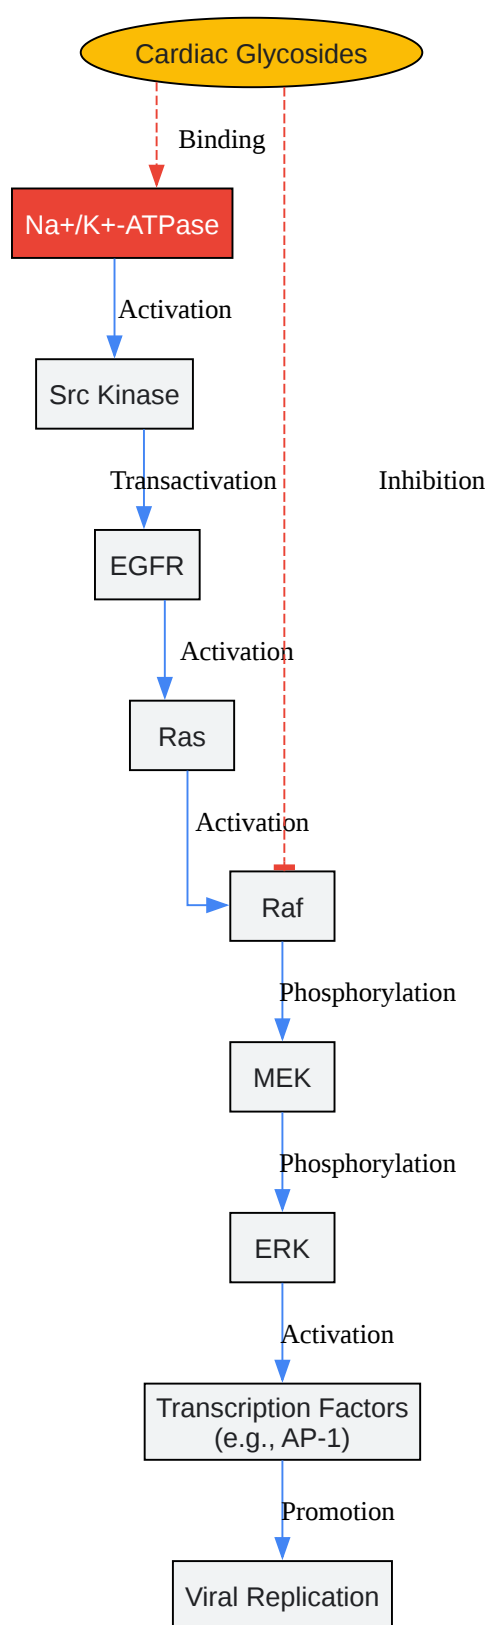 Cardiac Glycosides
Binding
Na+/K+-ATPase
Activation
Src Kinase
Transactivation
Inhibition
EGFR
Activation
Ras
Activation
Raf
Phosphorylation
MEK
Phosphorylation
ERK
Activation
Transcription Factors
(e.g., AP-1)
Promotion
Viral Replication